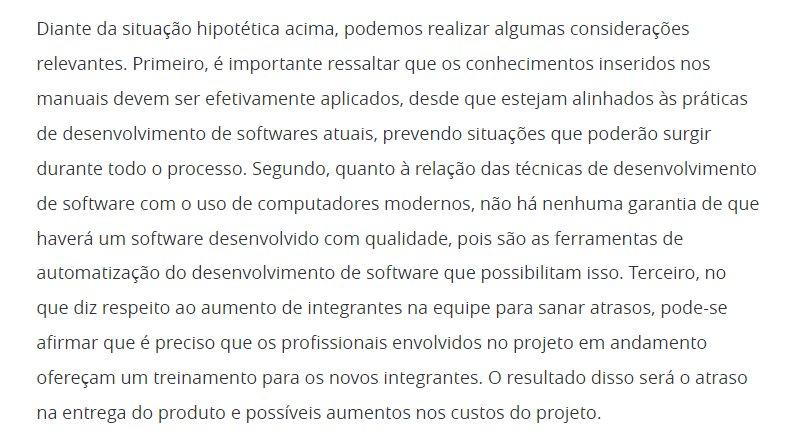 Diante da situação hipotética acima, podemos realizar algumas considerações
relevantes. Primeiro, é importante ressaltar que os conhecimentos inseridos nos
manuais devem ser efetivamente aplicados, desde que estejam alinhados às práticas
de desenvolvimento de softwares atuais, prevendo situações que poderão surgir
durante todo o processo. Segundo, quanto à relação das técnicas de desenvolvimento
de software com o uso de computadores modernos, não há nenhuma garantia de que
haverá um software desenvolvido com qualidade, pois são as ferramentas de
automatização do desenvolvimento de software que possibilitam isso. Terceiro, no
que diz respeito ao aumento de integrantes na equipe para sanar atrasos, pode-se
afirmar que é preciso que os profissionais envolvidos no projeto em andamento
ofereçam um treinamento para os novos integrantes. O resultado disso será o atraso
na entrega do produto e possíveis aumentos nos custos do projeto.